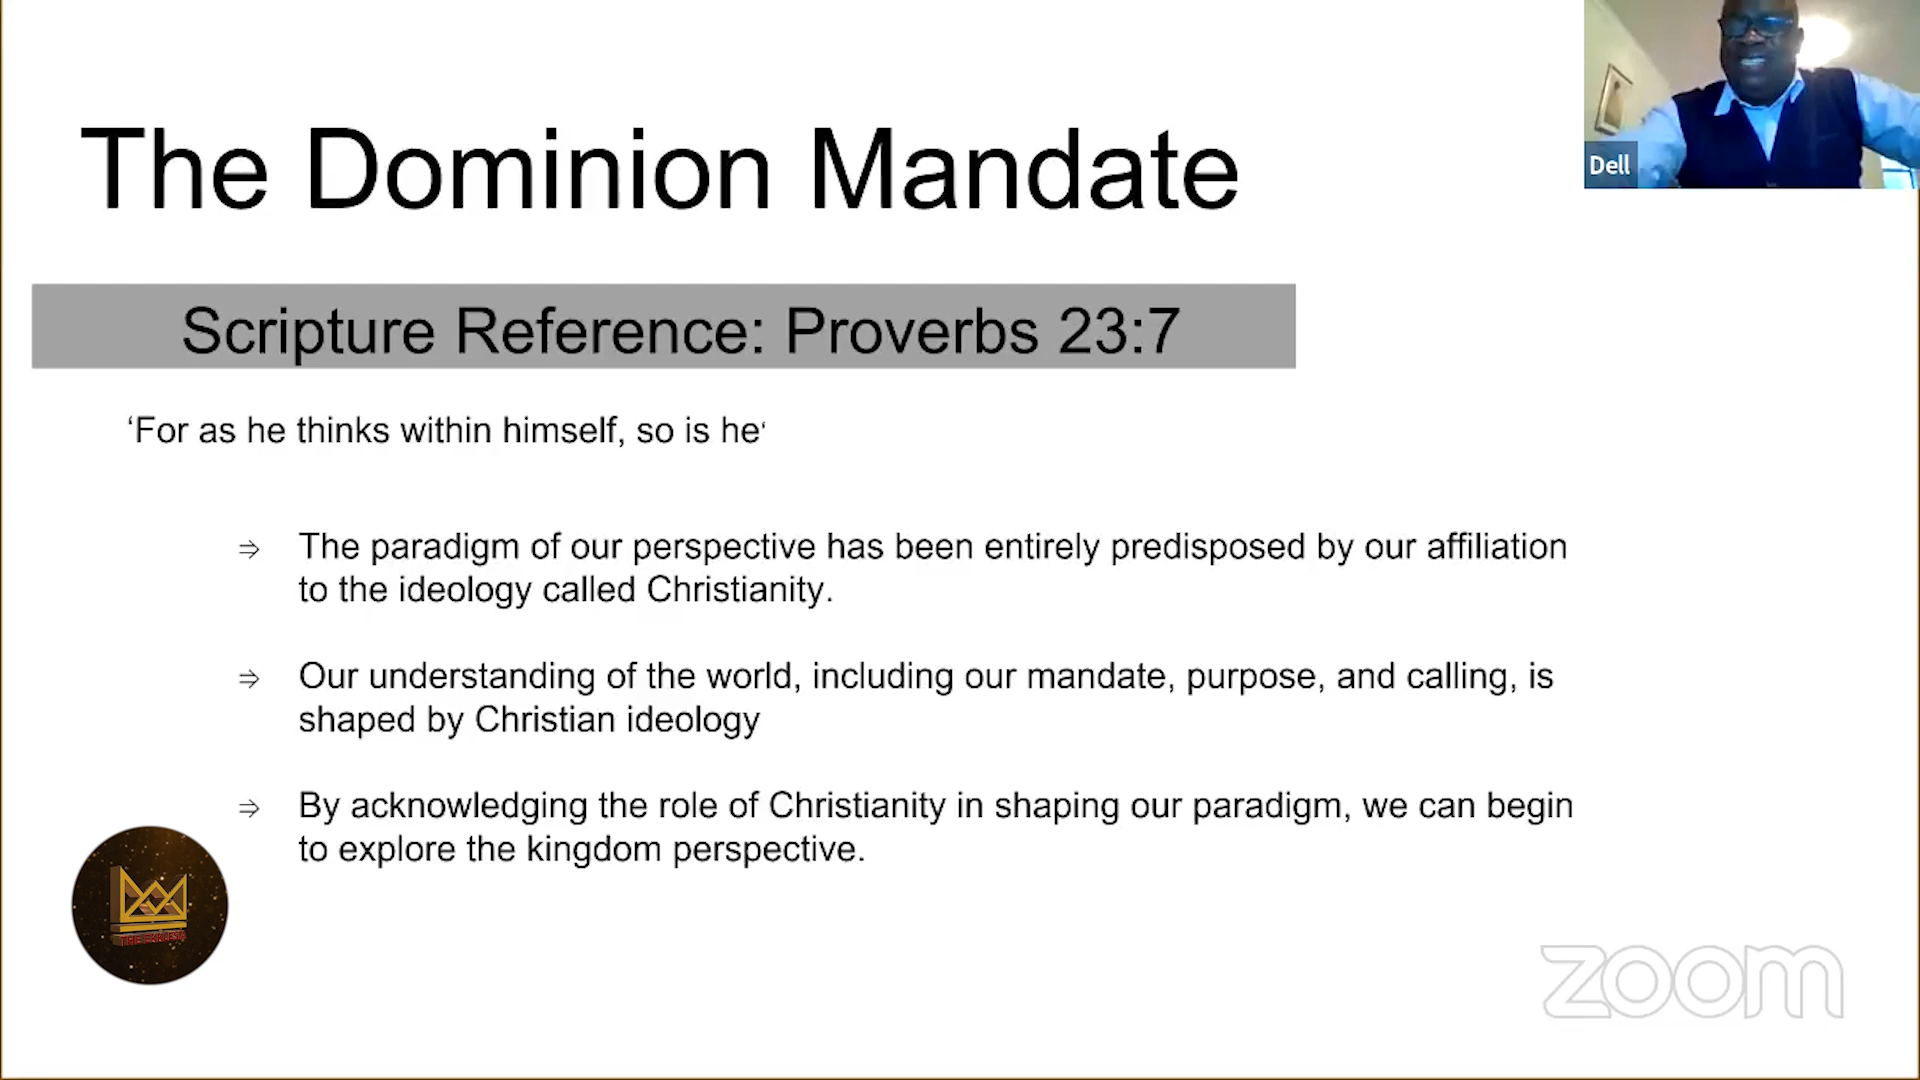 Dell
The Dominion Mandate
Scripture Reference: Proverbs 23:7
‘For as he thinks within himself, so is he‘
⇒ The paradigm of our perspective has been entirely predisposed by our affiliation
to the ideology called Christianity.
⇒ Our understanding of the world, including our mandate, purpose, and calling, is
shaped by Christian ideology
⇒ By acknowledging the role of Christianity in shaping our paradigm, we can begin
to explore the kingdom perspective.
zoom